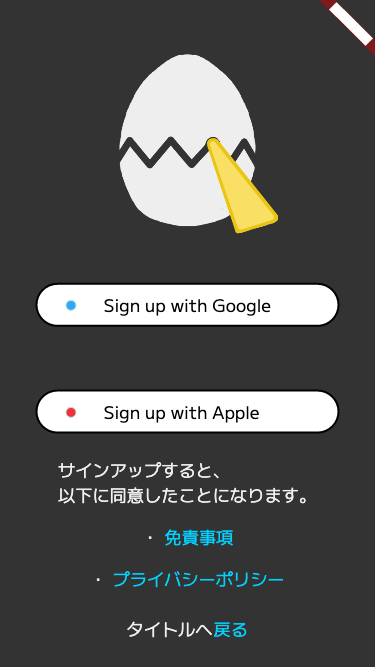 Sign up with Google
Sign up with Apple
サインアップすると、
以下に同意したことになります。
・ 免責事項
・ プライバシーポリシー
タイトルへ戻る